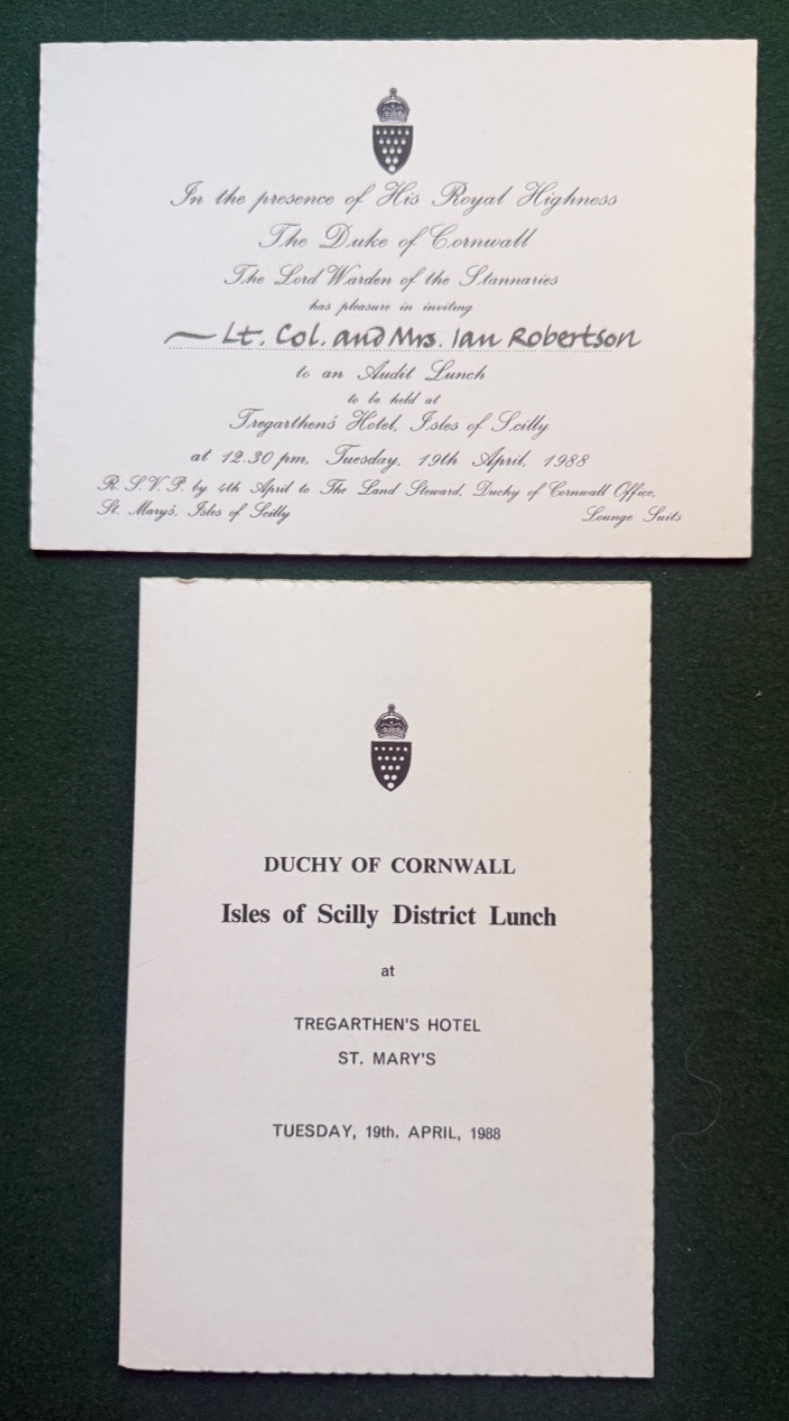 In the presence of His Royal Highness
The Duke of Cornwall
The Lord Warden of the Stannaries
has pleasure in inviting
Lt. Col. and Mrs. Ian Robertson
to an Audit Lunch
to be held at
Tregarthen's Hotel, Isles of Scilly
at 12.30 pm, Tuesday, 19th April, 1988
R.S.V.P. by 4th April to The Land Steward, Duchy of Cornwall Office,
St. Mary's, Isles of Scilly Lounge Suits
DUCHY OF CORNWALL
Isles of Scilly District Lunch
at
TREGARTHEN'S HOTEL
ST. MARY'S
TUESDAY, 19th. APRIL, 1988